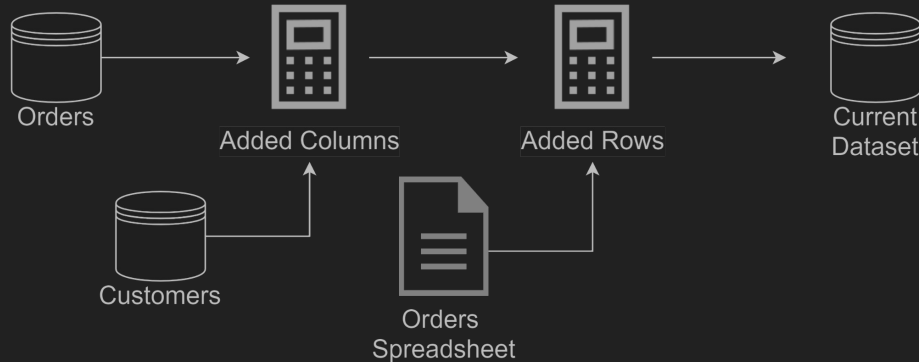 Orders
Added Columns
Added Rows
Current
Dataset
Customers
Orders
Spreadsheet